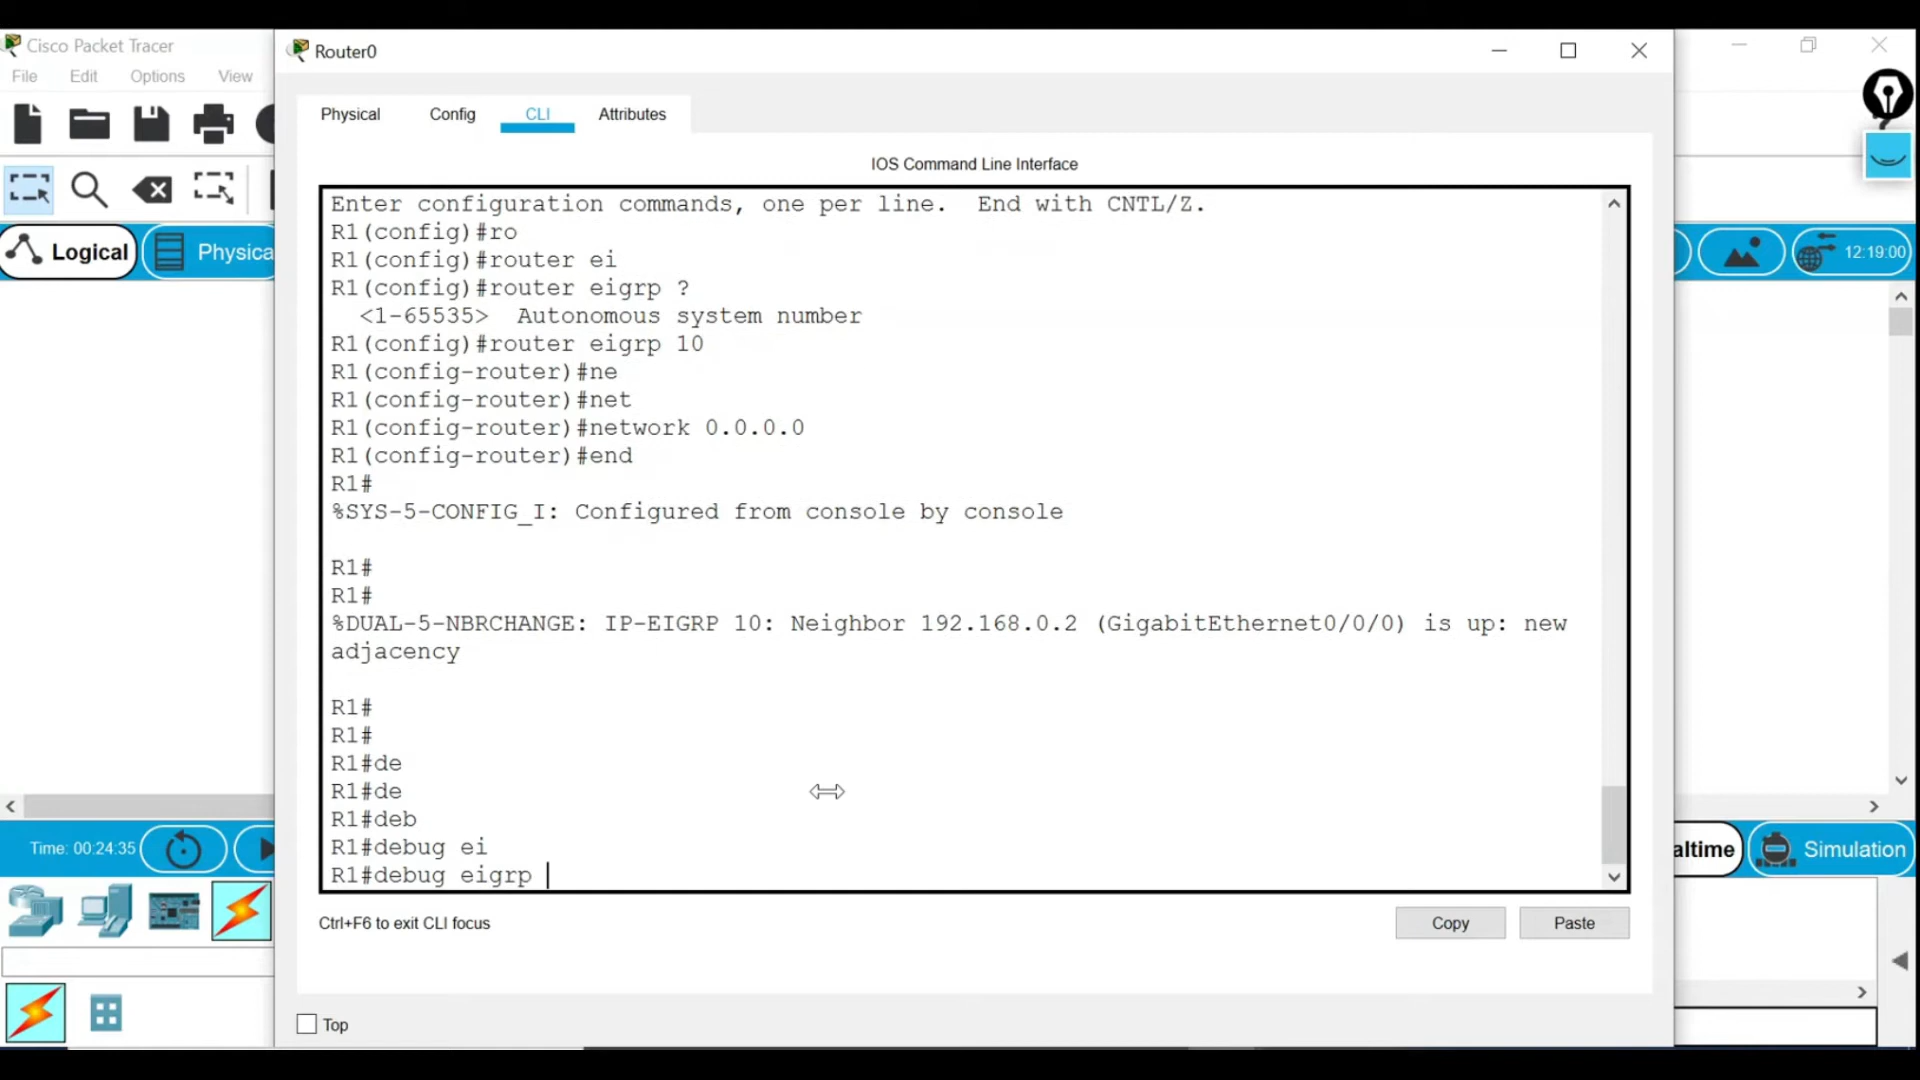 Cisco Packet Tracer
Router0
File Edit Options View
Physical Config CLI Attributes
IOS Command Line Interface
Logical
Physica
12:19:00
Enter configuration commands, one per line.  End with CNTL/Z.
R1(config)#ro
R1(config)#router ei
R1(config)#router eigrp ?
<1-65535>  Autonomous system number
R1(config)#router eigrp 10
R1(config-router)#ne
R1(config-router)#net
R1(config-router)#network 0.0.0.0
R1(config-router)#end
R1#
%SYS-5-CONFIG_I: Configured from console by console
R1#
R1#
%DUAL-5-NBRCHANGE: IP-EIGRP 10: Neighbor 192.168.0.2 (GigabitEthernet0/0/0) is up: new
adjacency
R1#
R1#
R1#de
R1#de
R1#deb
R1#debug ei
R1#debug eigrp
Time: 00:24:35
altime
Simulation
Ctrl+F6 to exit CLI focus
Copy
Paste
Top